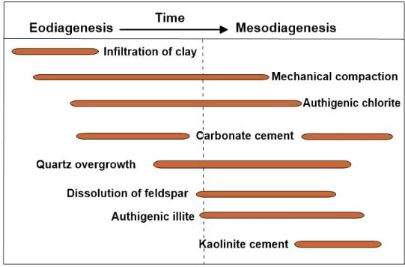 Time
Eodiagenesis Mesodiagenesis
Infiltration of clay
Mechanical compaction
Authigenic chlorite
Carbonate cement
Quartz overgrowth
Dissolution of feldspar
Authigenic illite
Kaolinite cement